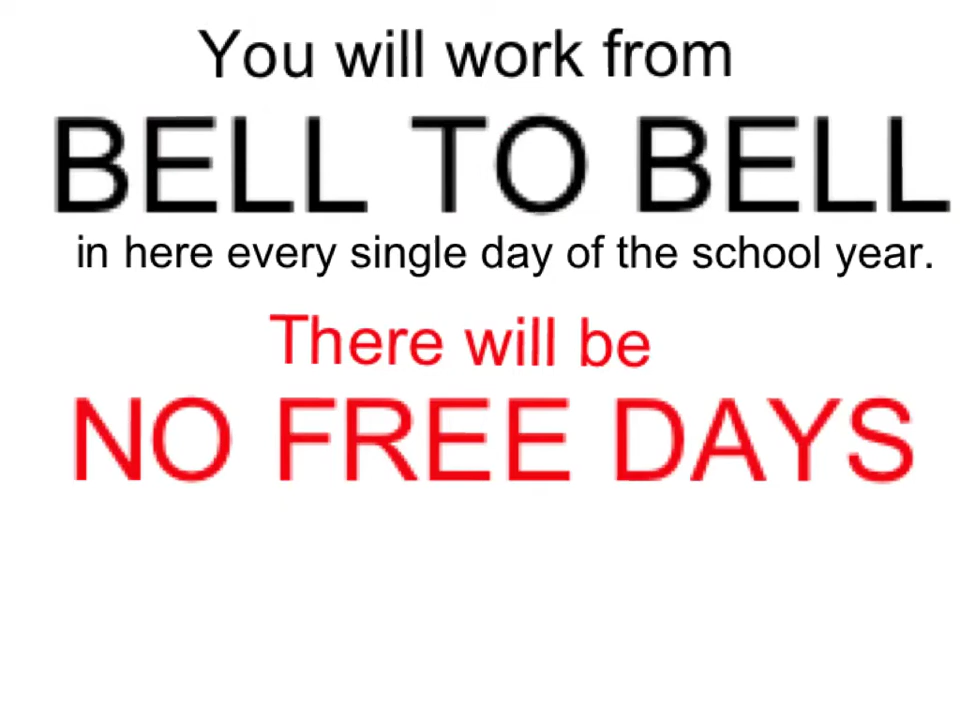 You will work from
BELL TO BELL
in here every single day of the school year.
There will be
NO FREE DAYS